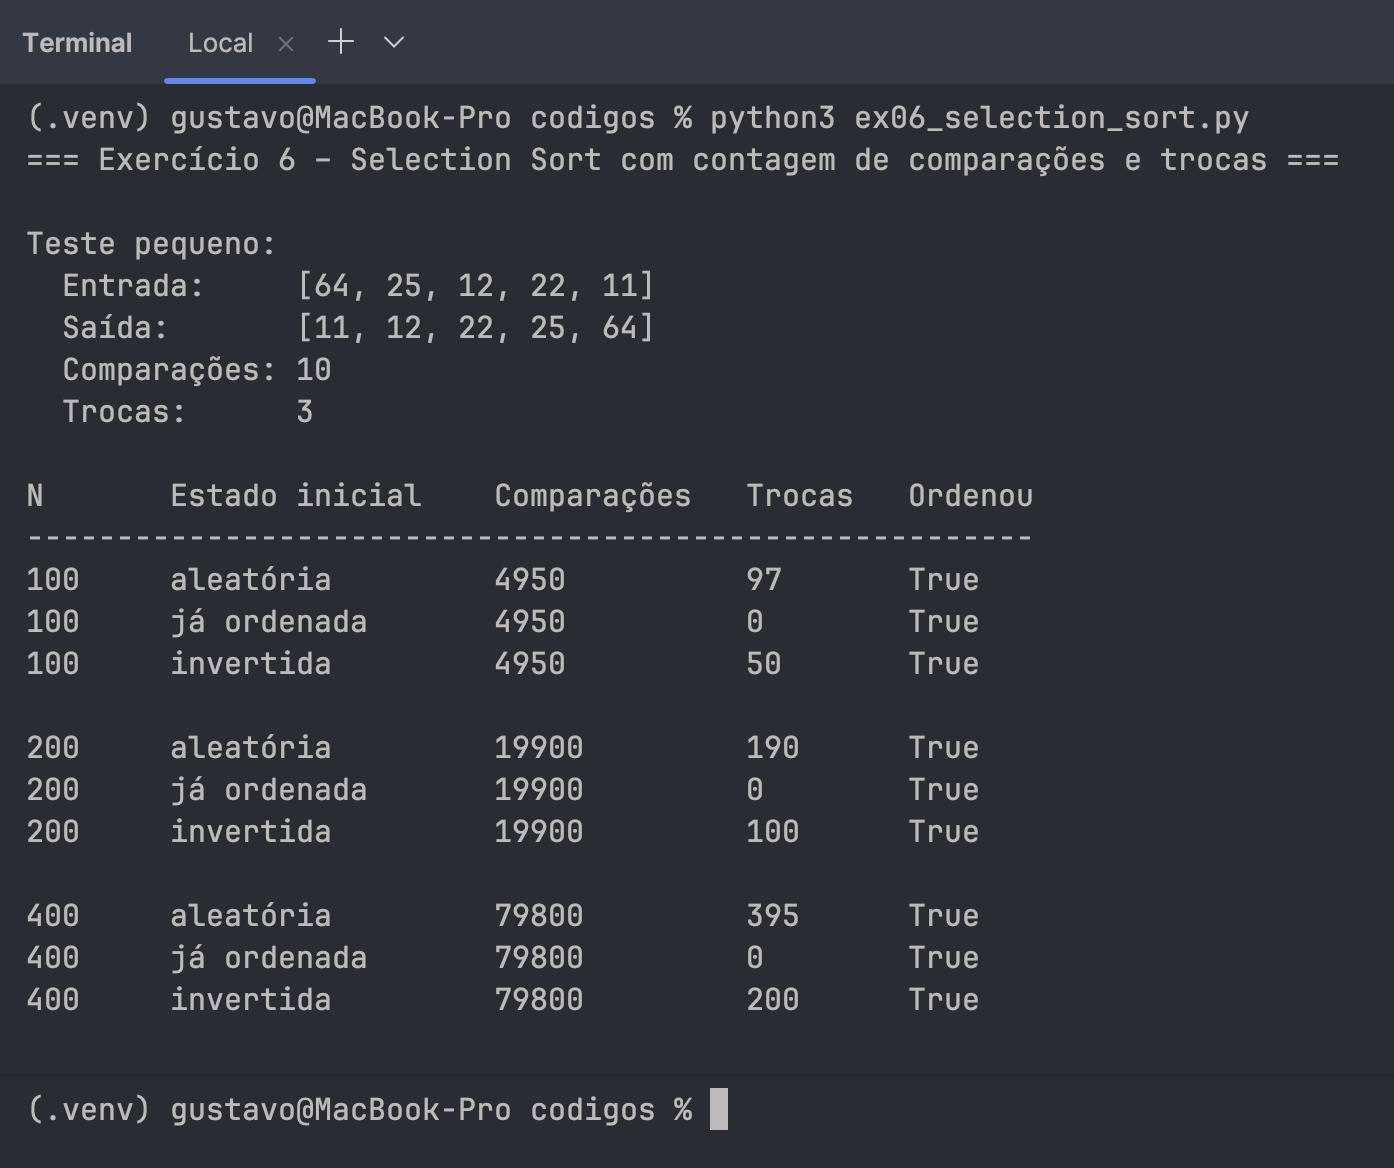 Terminal Local
(.venv) gustavo@MacBook-Pro codigos % python3 ex06_selection_sort.py
=== Exercício 6 – Selection Sort com contagem de comparações e trocas ===
Teste pequeno:
Entrada: [64, 25, 12, 22, 11]
Saída: [11, 12, 22, 25, 64]
Comparações: 10
Trocas: 3
N Estado inicial Comparações Trocas Ordenou
--------------------------------------------------------
100 aleatória 4950 97 True
100 já ordenada 4950 0 True
100 invertida 4950 50 True
200 aleatória 19900 190 True
200 já ordenada 19900 0 True
200 invertida 19900 100 True
400 aleatória 79800 395 True
400 já ordenada 79800 0 True
400 invertida 79800 200 True
(.venv) gustavo@MacBook-Pro codigos %